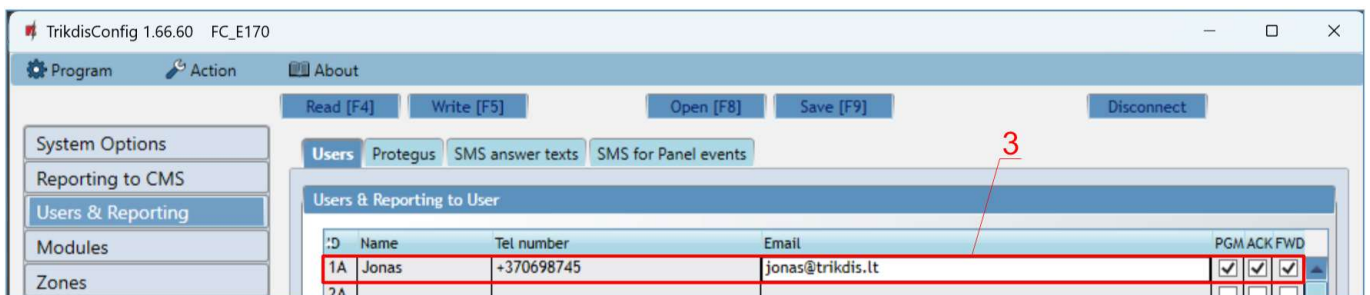 TrikdisConfig 1.66.60 FC_E170
Program Action About
Read [F4] Write [F5] Open [F8] Save [F9] Disconnect
System Options
Reporting to CMS
Users & Reporting
Modules
Zones
Users Protegus SMS answer texts SMS for Panel events
3
Users & Reporting to User
ID Name Tel number Email PGM ACK FWD
1A Jonas +370698745 jonas@trikdis.lt
2A